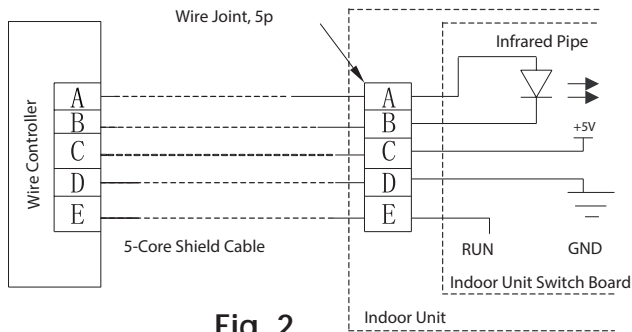 Wire Joint, 5p
Infrared Pipe
Wire Controller
A
B
C
D
E
A
B
C
D
E
+5V
5-Core Shield Cable
RUN
GND
Indoor Unit Switch Board
Indoor Unit
Fig. 2